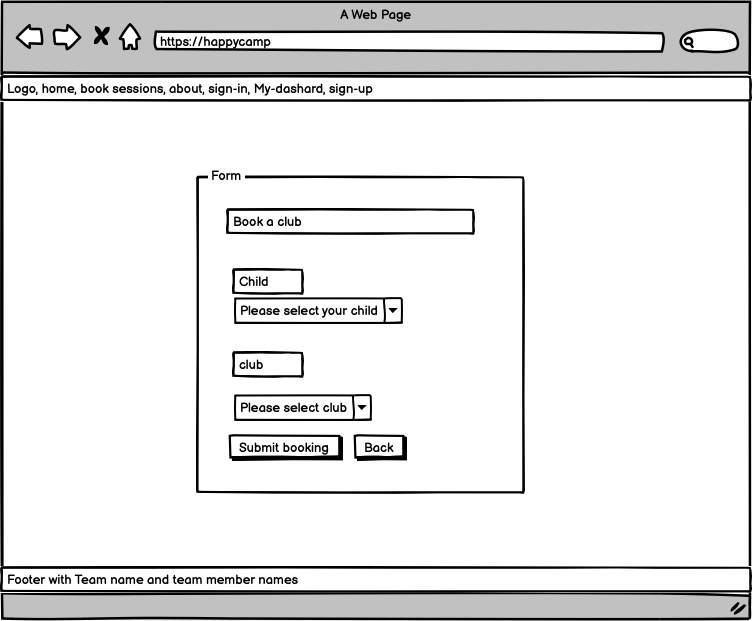 A Web Page
https://happycamp
Logo, home, book sessions, about, sign-in, My-dashard, sign-up
Form
Book a club
Child
Please select your child
club
Please select club
Submit booking Back
Footer with Team name and team member names